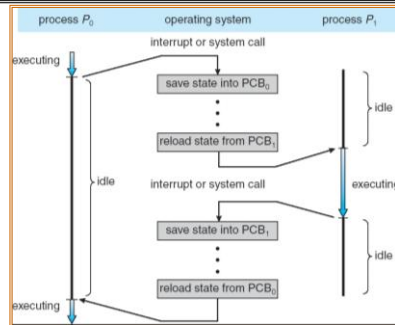 process P₀ operating system process P₁
interrupt or system call
executing
save state into PCB₀
idle
reload state from PCB₁
idle
interrupt or system call
executing
save state into PCB₁
idle
reload state from PCB₀
executing